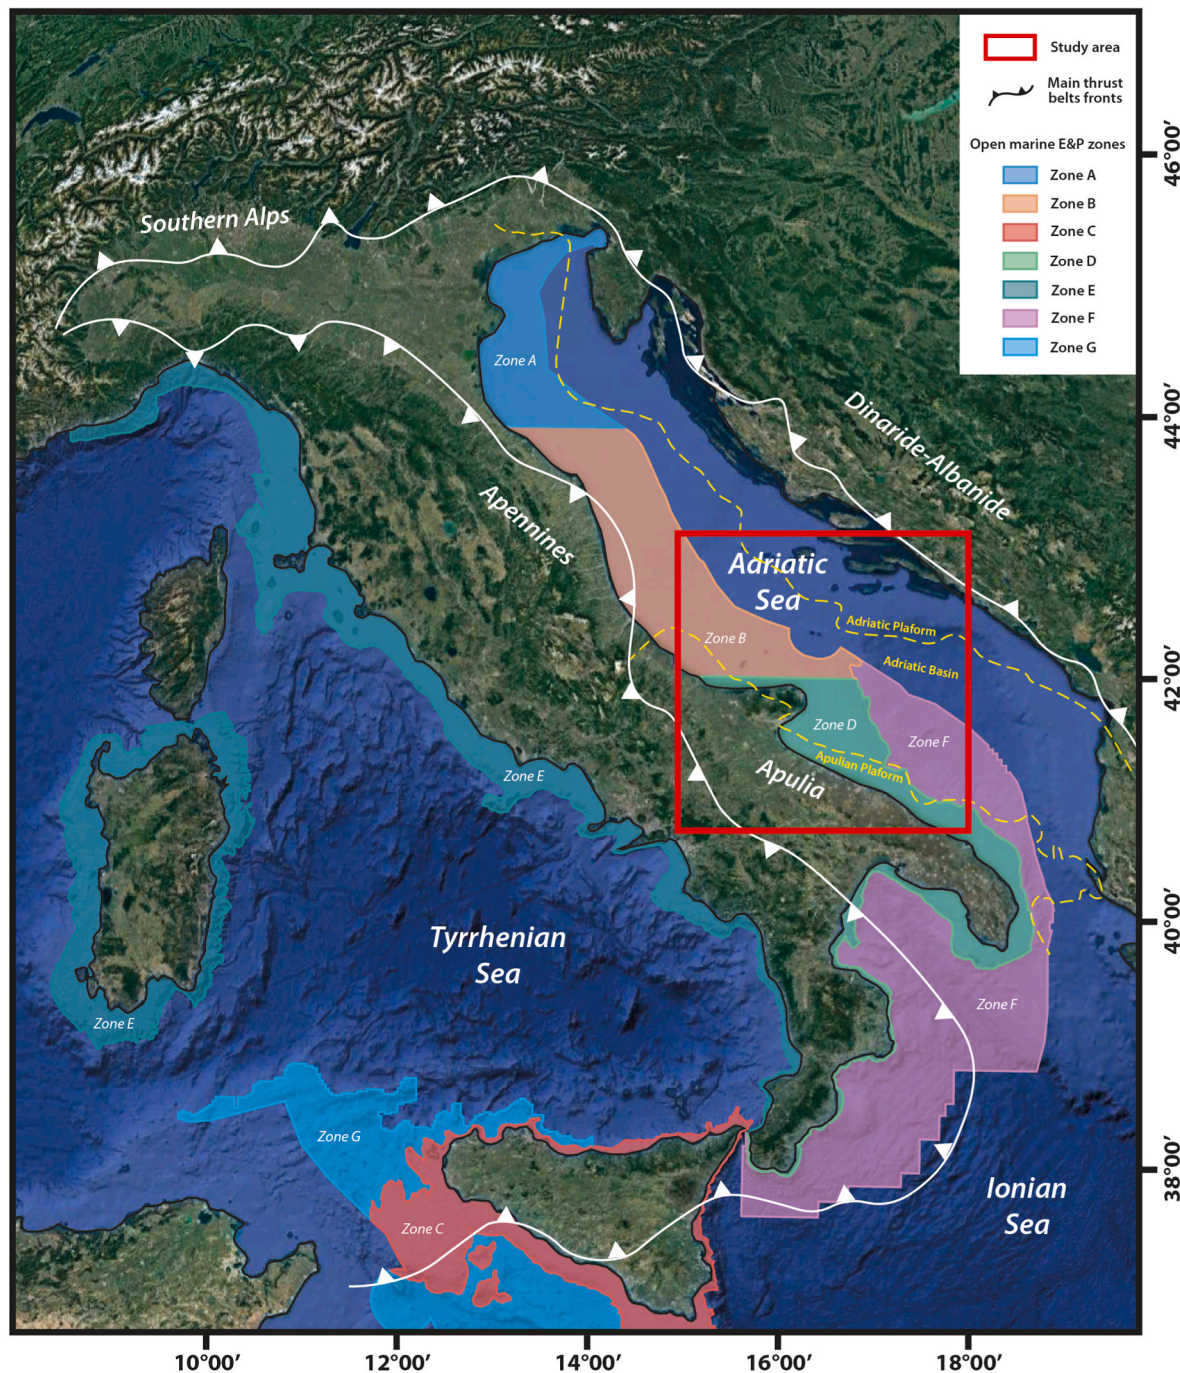 Study area
Main thrust
belts fronts
Open marine E&P zones
Zone A
Zone B
Zone C
Zone D
Zone E
Zone F
Zone G
46°00'
44°00'
42°00'
40°00'
38°00'
Southern Alps
Zone A
Dinaride-Albanide
Apennines
Adriatic
Sea
Adriatic Plaform
Zone B
Adriatic Basin
Zone D
Zone F
Apulian Plaform
Apulia
Zone E
Tyrrhenian
Sea
Zone F
Zone E
Zone G
Ionian
Sea
Zone C
10°00'
12°00'
14°00'
16°00'
18°00'